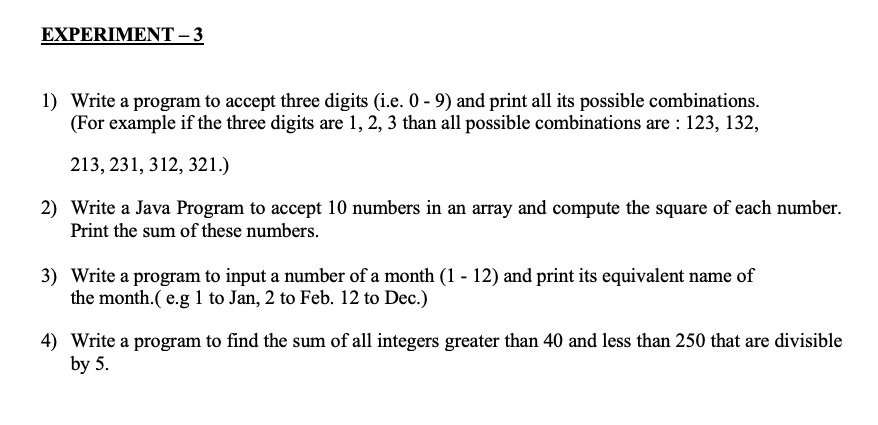 EXPERIMENT – 3
1) Write a program to accept three digits (i.e. 0 - 9) and print all its possible combinations.
(For example if the three digits are 1, 2, 3 than all possible combinations are : 123, 132,
213, 231, 312, 321.)
2) Write a Java Program to accept 10 numbers in an array and compute the square of each number.
Print the sum of these numbers.
3) Write a program to input a number of a month (1 - 12) and print its equivalent name of
the month.( e.g 1 to Jan, 2 to Feb. 12 to Dec.)
4) Write a program to find the sum of all integers greater than 40 and less than 250 that are divisible
by 5.